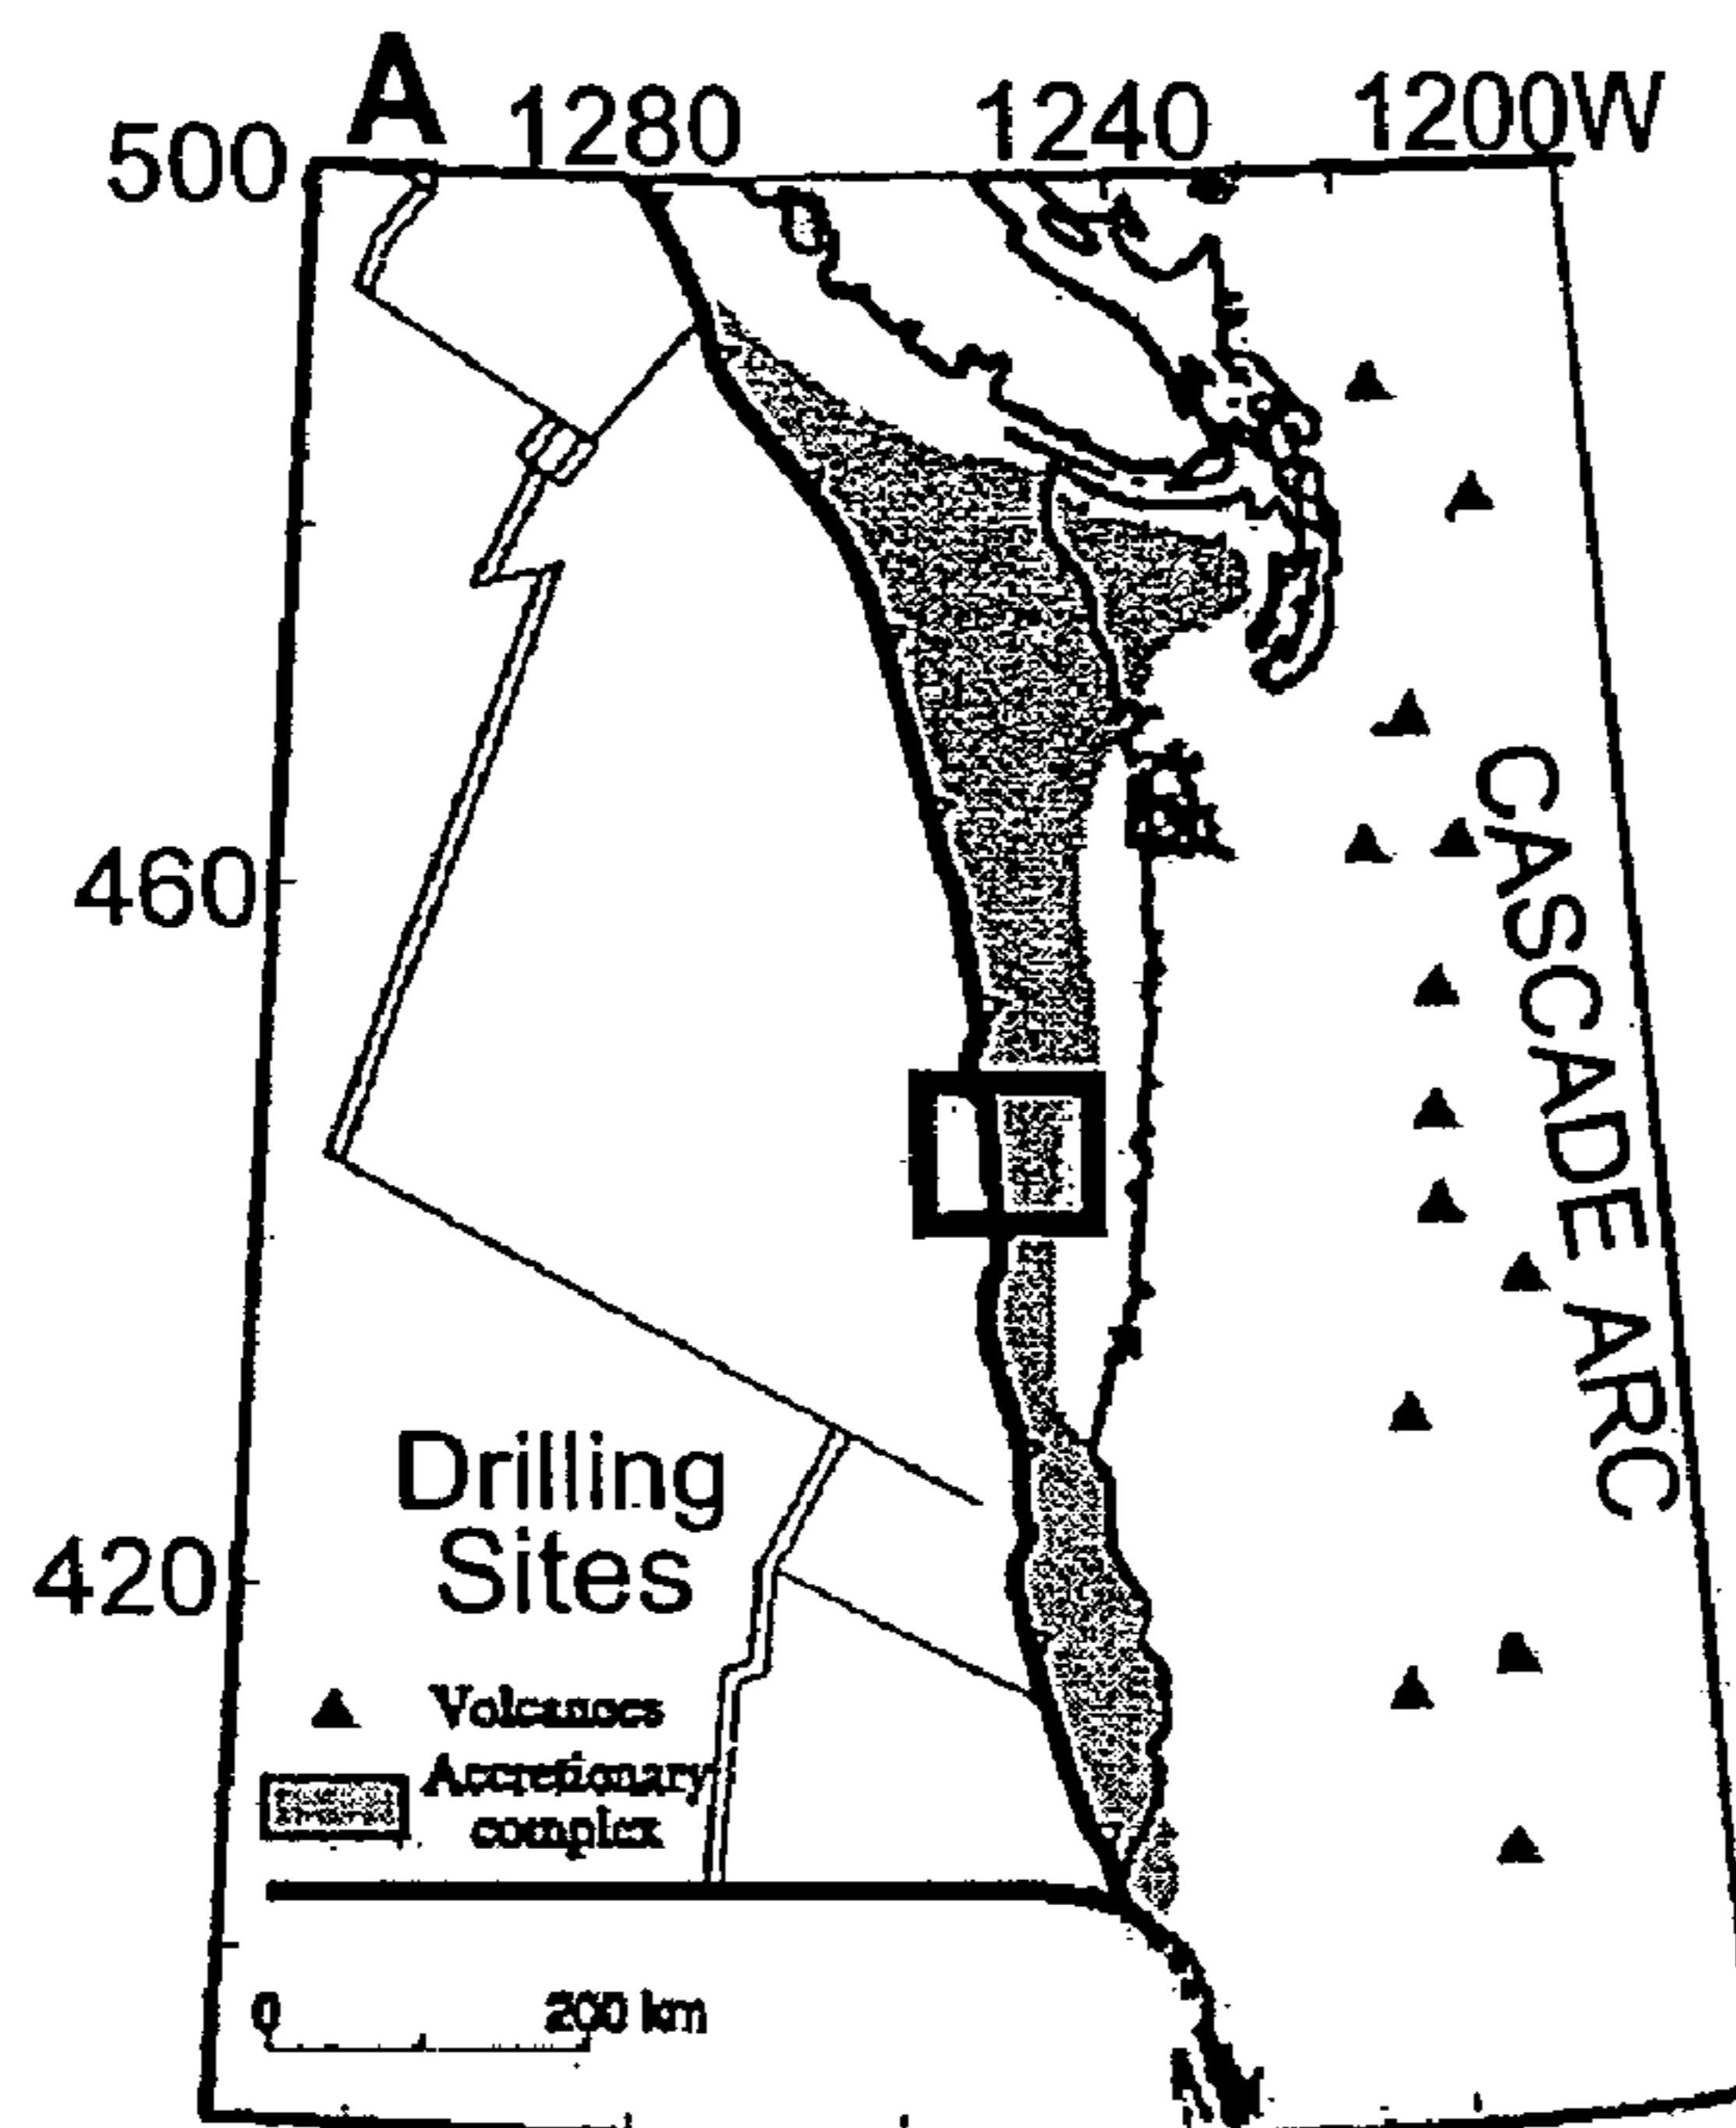 A
1280 1240 1200W
500
460
420
CASCADE ARC
Drilling
Sites
Volcanoes
Accretionary
complex
0 200 km